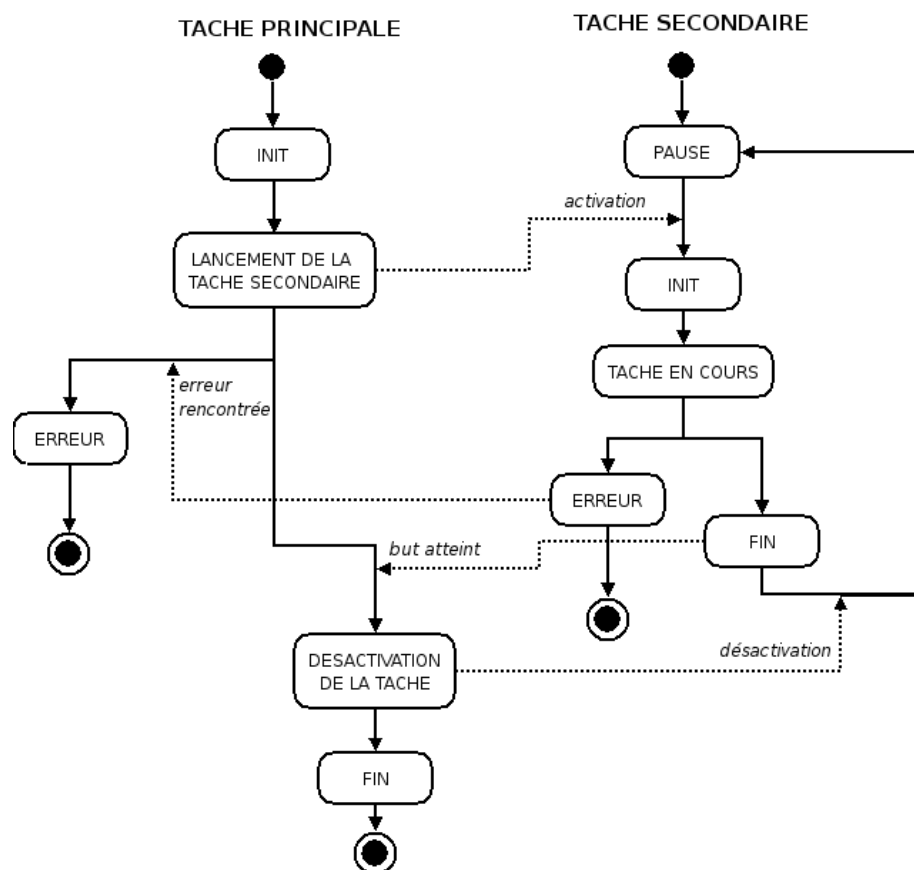 TACHE PRINCIPALE
TACHE SECONDAIRE
INIT
PAUSE
activation
LANCEMENT DE LA
TACHE SECONDAIRE
INIT
TACHE EN COURS
erreur
rencontrée
ERREUR
ERREUR
FIN
but atteint
désactivation
DESACTIVATION
DE LA TACHE
FIN